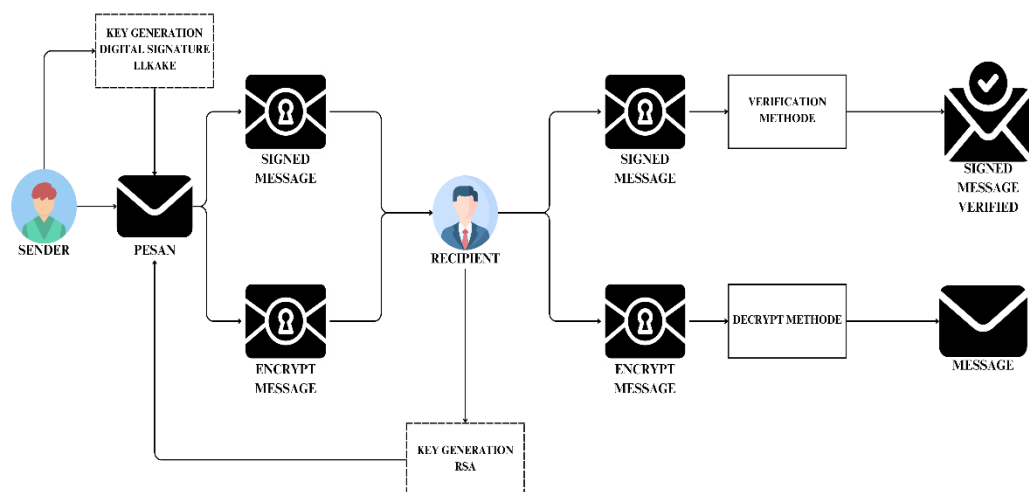 KEY GENERATION
DIGITAL SIGNATURE
LLKAKE
SENDER
PESAN
SIGNED
MESSAGE
ENCRYPT
MESSAGE
RECIPIENT
KEY GENERATION
RSA
SIGNED
MESSAGE
VERIFICATION
METHODE
SIGNED
MESSAGE
VERIFIED
ENCRYPT
MESSAGE
DECRYPT METHODE
MESSAGE